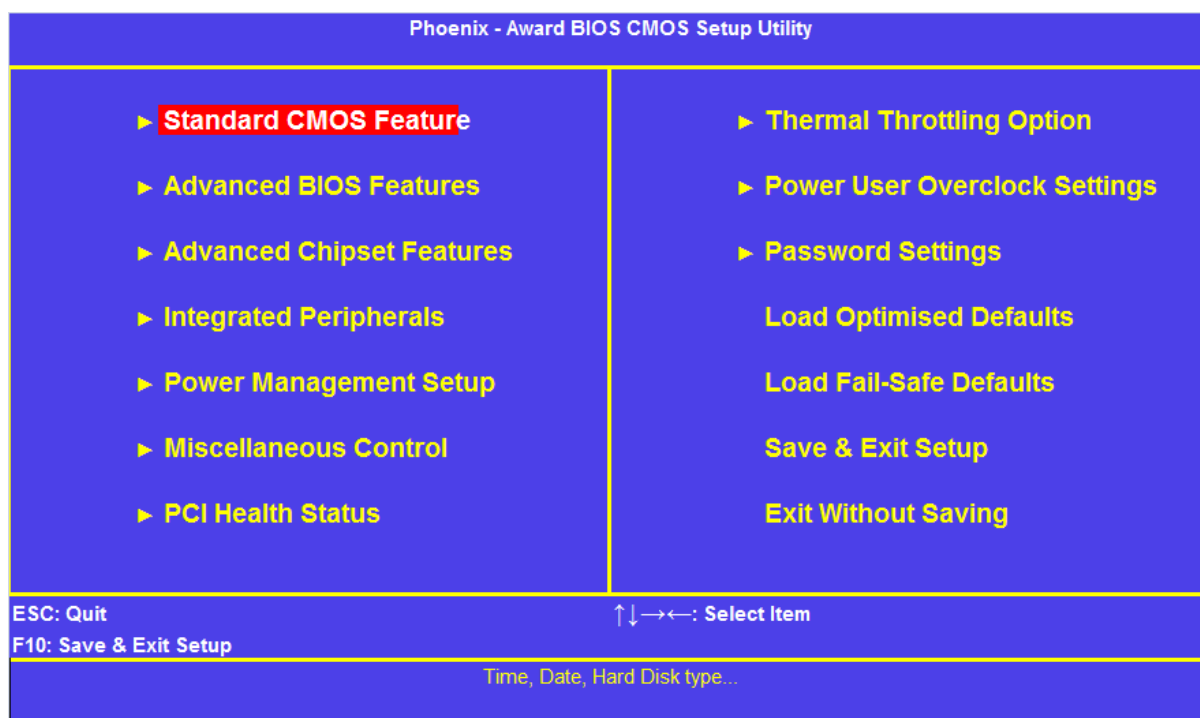 Phoenix - Award BIOS CMOS Setup Utility
► Standard CMOS Feature
► Advanced BIOS Features
► Advanced Chipset Features
► Integrated Peripherals
► Power Management Setup
► Miscellaneous Control
► PCI Health Status
► Thermal Throttling Option
► Power User Overclock Settings
► Password Settings
Load Optimised Defaults
Load Fail-Safe Defaults
Save & Exit Setup
Exit Without Saving
ESC: Quit
↑↓→←: Select Item
F10: Save & Exit Setup
Time, Date, Hard Disk type...